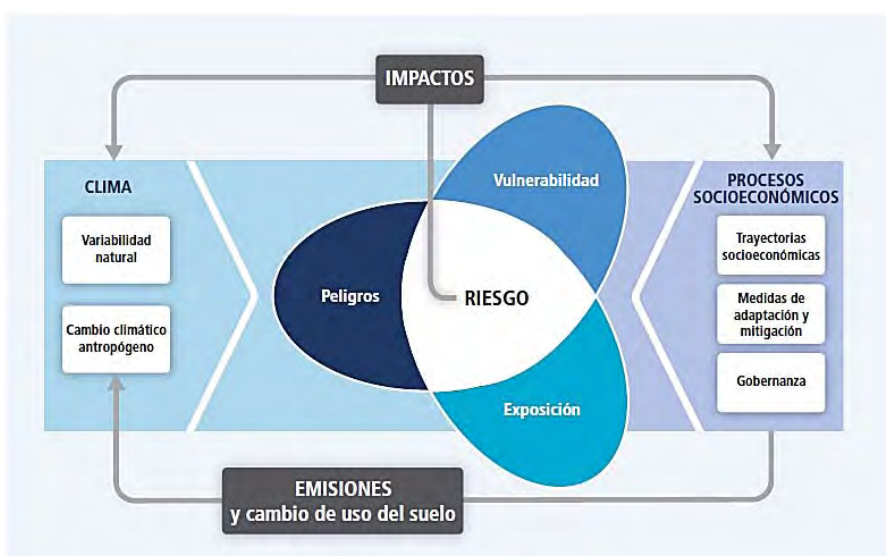 IMPACTOS
CLIMA
Variabilidad
natural
Cambio climático
antropógeno
Vulnerabilidad
Peligros
RIESGO
Exposición
PROCESOS
SOCIOECONÓMICOS
Trayectorias
socioeconómicas
Medidas de
adaptación y
mitigación
Gobernanza
EMISIONES
y cambio de uso del suelo